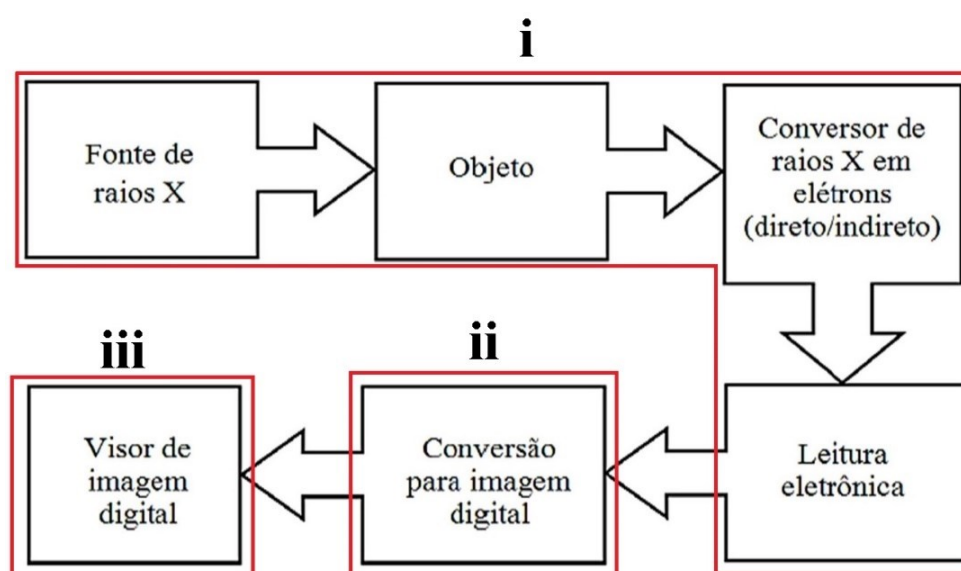 i
Fonte de
raios X
Objeto
Conversor de
raios X em
elétrons
(direto/indireto)
iii
ii
Visor de
imagem
digital
Conversão
para imagem
digital
Leitura
eletrônica